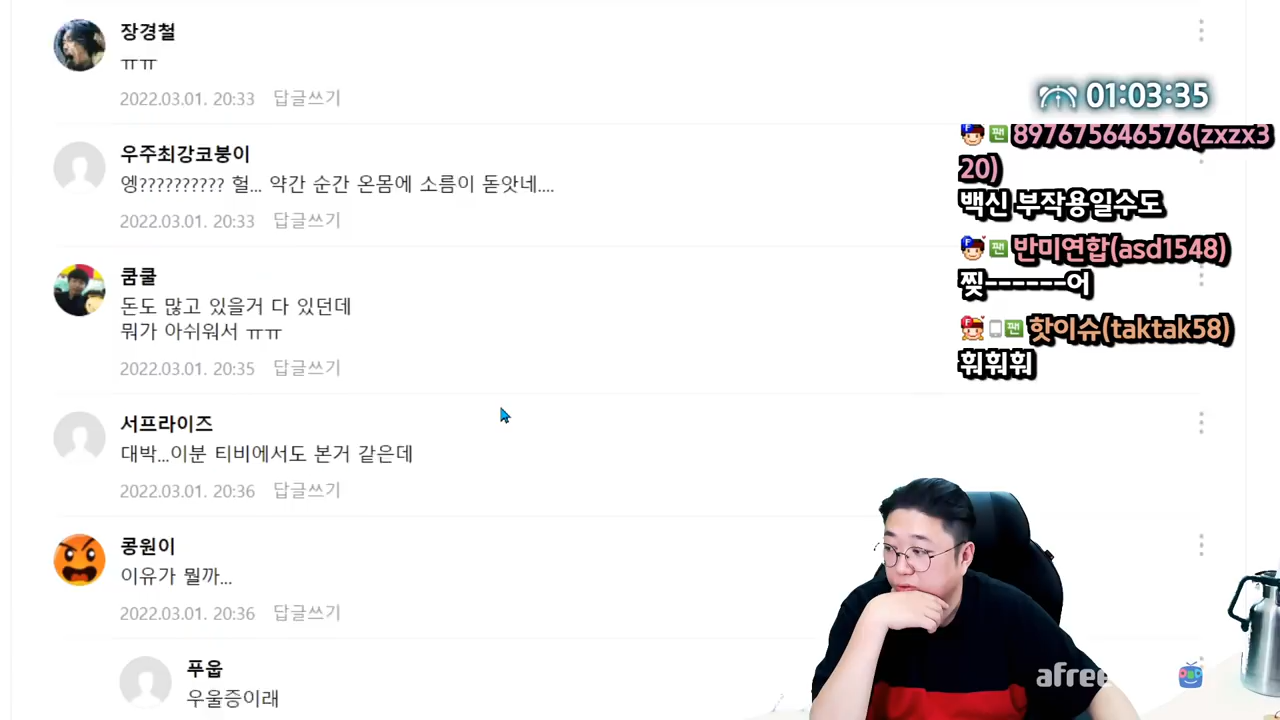 장경철
ㅠㅠ
2022.03.01. 20:33 답글쓰기
우주최강코붕이
엥?????????? 헐... 약간 순간 온몸에 소름이 돋앗네....
2022.03.01. 20:33 답글쓰기
쿰쿨
돈도 많고 있을거 다 있던데
뭐가 아쉬워서 ㅠㅠ
2022.03.01. 20:35 답글쓰기
서프라이즈
대박...이분 티비에서도 본거 같은데
2022.03.01. 20:36 답글쓰기
콩원이
이유가 뭘까...
2022.03.01. 20:36 답글쓰기
푸웁
우울증이래
01:03:35
팬 897675646576(zxzx3
20)
백신 부작용일수도
팬 반미연합(asd1548)
찢------어
팬 핫이슈(taktak58)
훠훠훠
afree